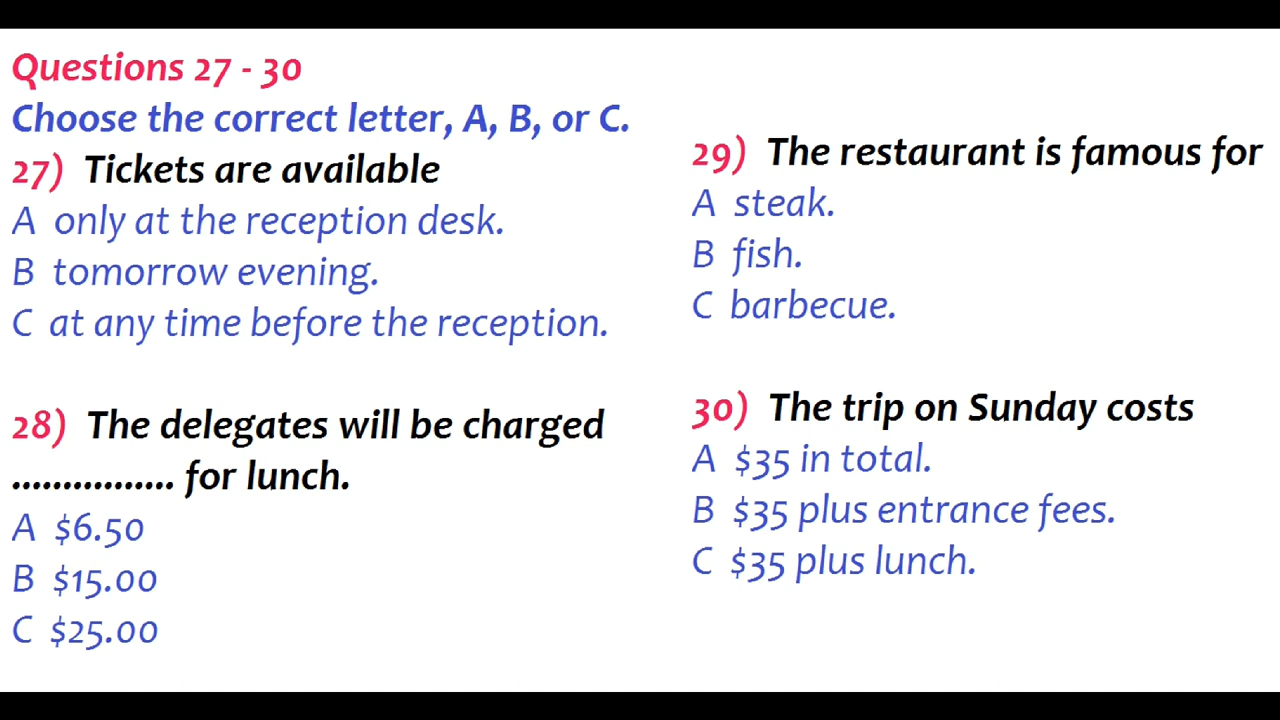 Questions 27 - 30
Choose the correct letter, A, B, or C.
27) Tickets are available
A only at the reception desk.
B tomorrow evening.
C at any time before the reception.
28) The delegates will be charged
................ for lunch.
A $6.50
B $15.00
C $25.00
29) The restaurant is famous for
A steak.
B fish.
C barbecue.
30) The trip on Sunday costs
A $35 in total.
B $35 plus entrance fees.
C $35 plus lunch.